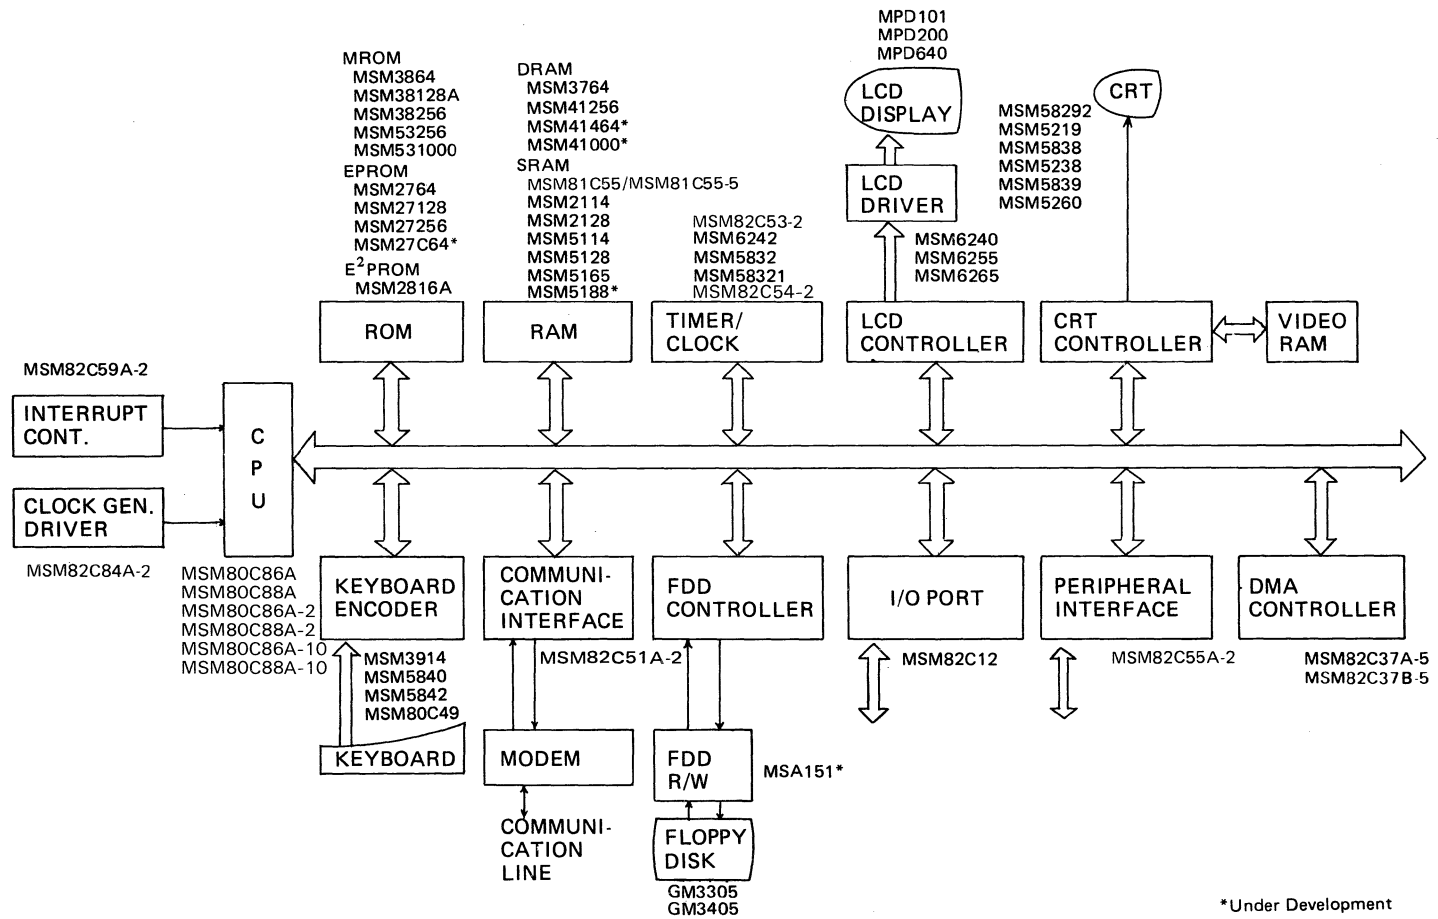 MPD101
MPD200
MPD640
MROM
MSM3864
MSM38128A
MSM38256
MSM53256
MSM531000
EPROM
MSM2764
MSM27128
MSM27256
MSM27C64*
E2PROM
MSM2816A
DRAM
MSM3764
MSM41256
MSM41464*
MSM41000*
SRAM
MSM81C55/MSM81C55-5
MSM2114
MSM2128
MSM5114
MSM5128
MSM5165
MSM5188*
MSM82C53-2
MSM6242
MSM5832
MSM58321
MSM82C54-2
LCD
DISPLAY
LCD
DRIVER
MSM6240
MSM6255
MSM6265
MSM58292
MSM5219
MSM5838
MSM5238
MSM5839
MSM5260
CRT
ROM
RAM
TIMER/
CLOCK
LCD
CONTROLLER
CRT
CONTROLLER
VIDEO
RAM
MSM82C59A-2
INTERRUPT
CONT.
CLOCK GEN.
DRIVER
MSM82C84A-2
C
P
U
MSM80C86A
MSM80C88A
MSM80C86A-2
MSM80C88A-2
MSM80C86A-10
MSM80C88A-10
KEYBOARD
ENCODER
MSM3914
MSM5840
MSM5842
MSM80C49
KEYBOARD
COMMUNI-
CATION
INTERFACE
MSM82C51A-2
MODEM
COMMUNI-
CATION
LINE
FDD
CONTROLLER
FDD
R/W
MSA151*
FLOPPY
DISK
GM3305
GM3405
I/O PORT
MSM82C12
PERIPHERAL
INTERFACE
MSM82C55A-2
DMA
CONTROLLER
MSM82C37A-5
MSM82C37B-5
*Under Development